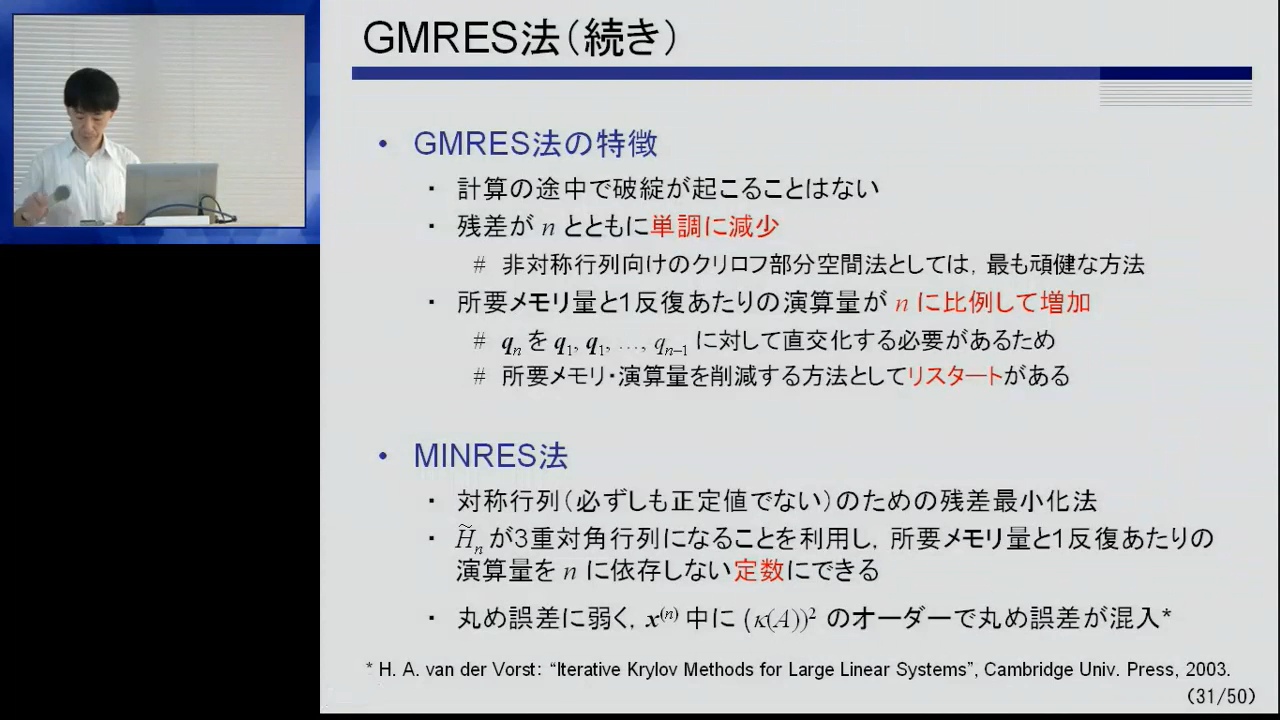 GMRES法(続き)
• GMRES法の特徴
・ 計算の途中で破綻が起こることはない
・ 残差が n とともに単調に減少
# 非対称行列向けのクリロフ部分空間法としては,最も頑健な方法
・ 所要メモリ量と1反復あたりの演算量が n に比例して増加
# qn を q1, q1, …, qn–1 に対して直交化する必要があるため
# 所要メモリ・演算量を削減する方法としてリスタートがある
• MINRES法
・ 対称行列(必ずしも正定値でない)のための残差最小化法
・ H̃n が3重対角行列になることを利用し,所要メモリ量と1反復あたりの
演算量を n に依存しない定数にできる
・ 丸め誤差に弱く,x(n) 中に (κ(A))2 のオーダーで丸め誤差が混入*
* H. A. van der Vorst: “Iterative Krylov Methods for Large Linear Systems”, Cambridge Univ. Press, 2003.
(31/50)